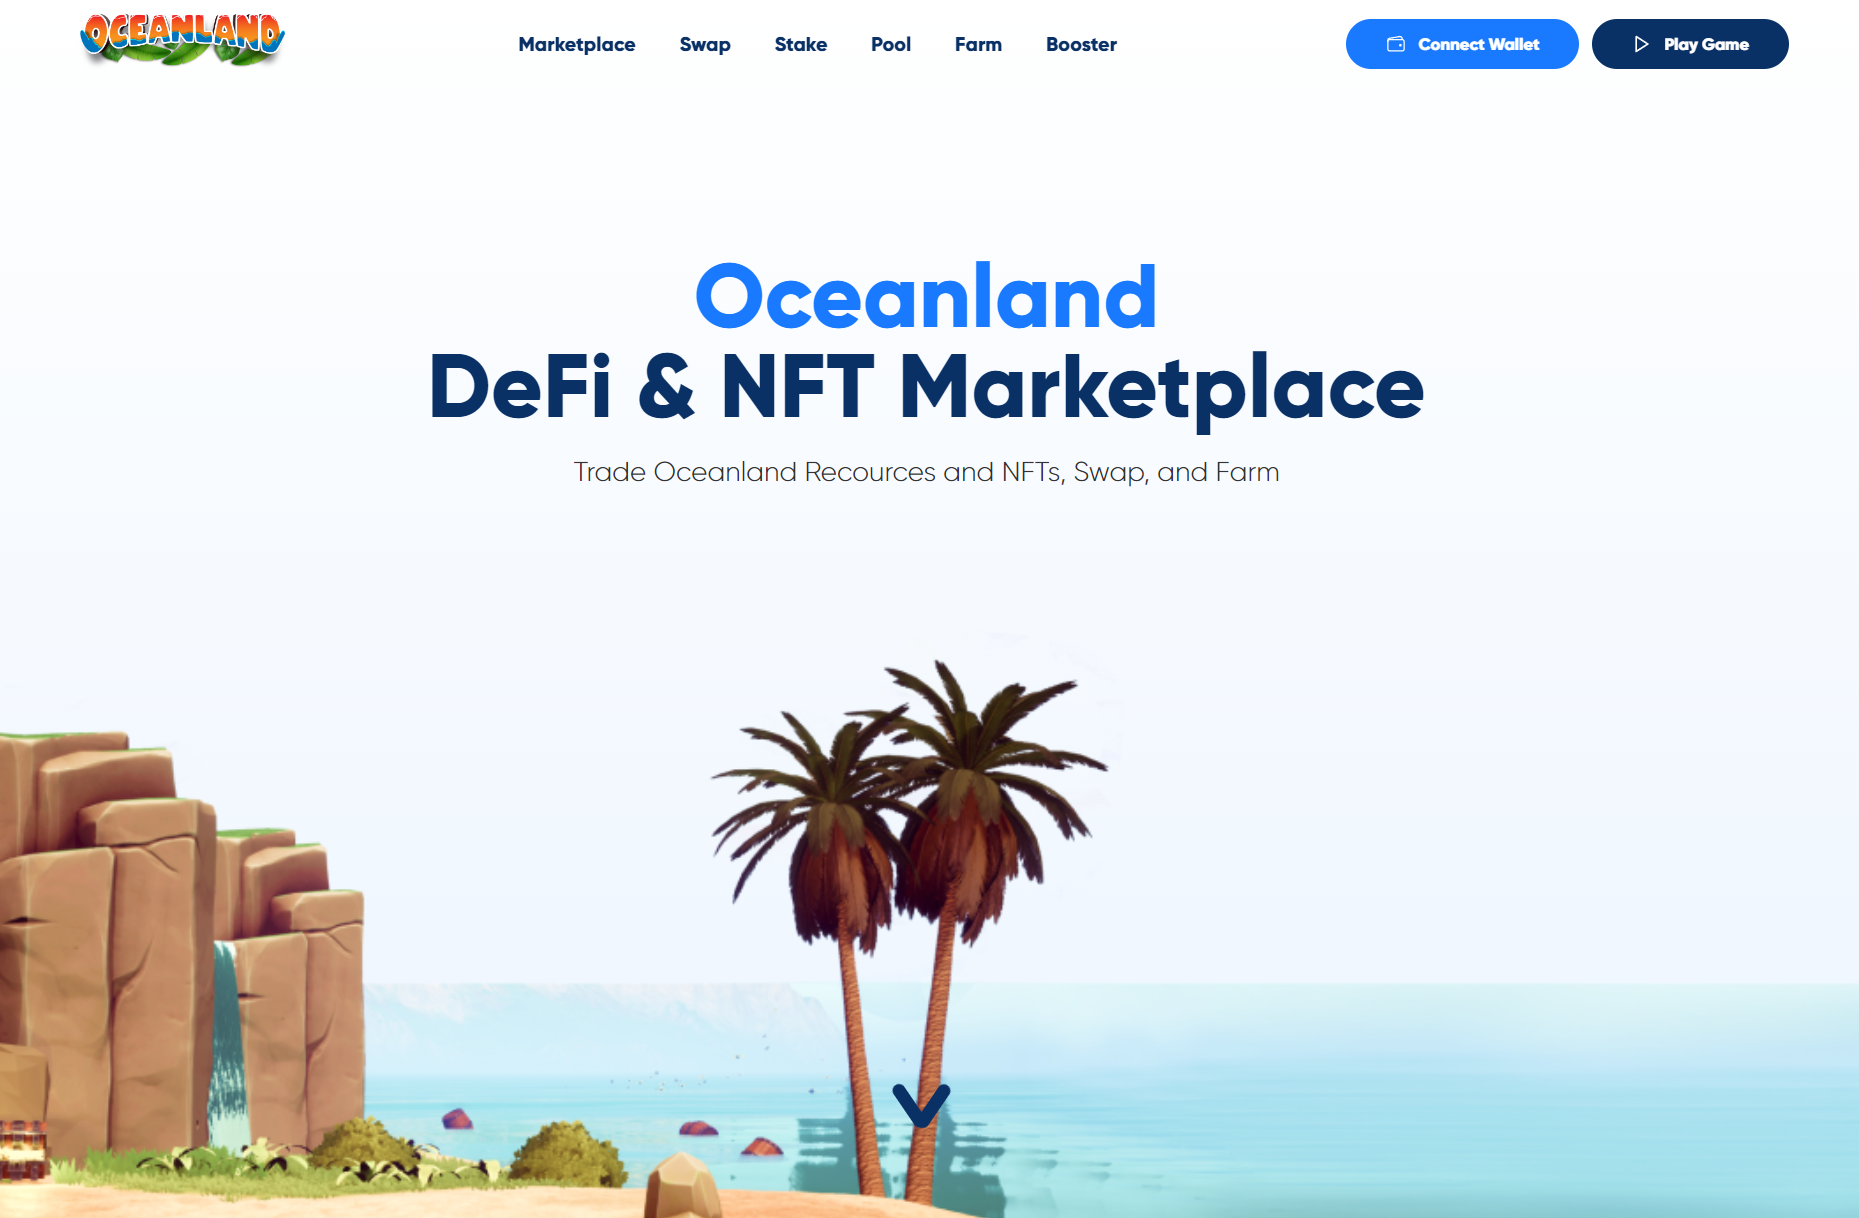 OCEANLAND
Marketplace Swap Stake Pool Farm Booster Connect Wallet Play Game
Oceanland
DeFi & NFT Marketplace
Trade Oceanland Recources and NFTs, Swap, and Farm